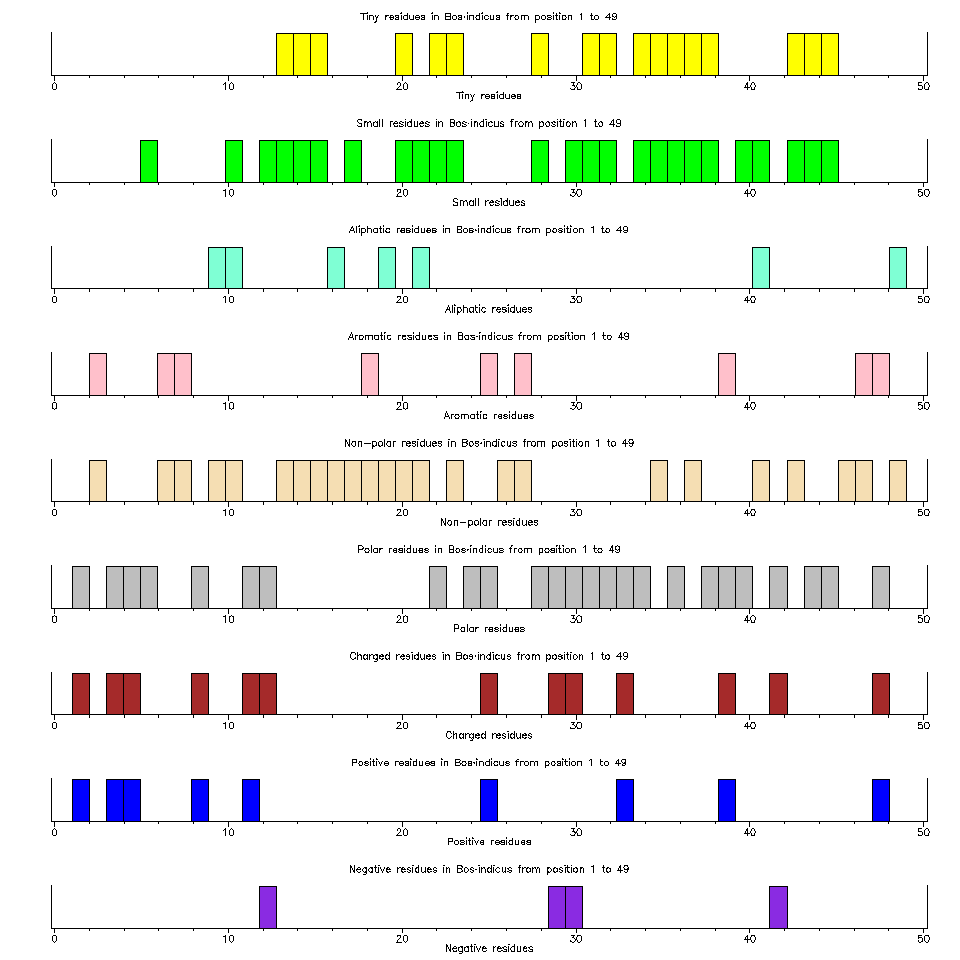 Tiny residues in Bos-indicus from position 1 to 49
0 10 20 30 40 50
Tiny residues
Small residues in Bos-indicus from position 1 to 49
0 10 20 30 40 50
Small residues
Aliphatic residues in Bos-indicus from position 1 to 49
0 10 20 30 40 50
Aliphatic residues
Aromatic residues in Bos-indicus from position 1 to 49
0 10 20 30 40 50
Aromatic residues
Non-polar residues in Bos-indicus from position 1 to 49
0 10 20 30 40 50
Non-polar residues
Polar residues in Bos-indicus from position 1 to 49
0 10 20 30 40 50
Polar residues
Charged residues in Bos-indicus from position 1 to 49
0 10 20 30 40 50
Charged residues
Positive residues in Bos-indicus from position 1 to 49
0 10 20 30 40 50
Positive residues
Negative residues in Bos-indicus from position 1 to 49
0 10 20 30 40 50
Negative residues